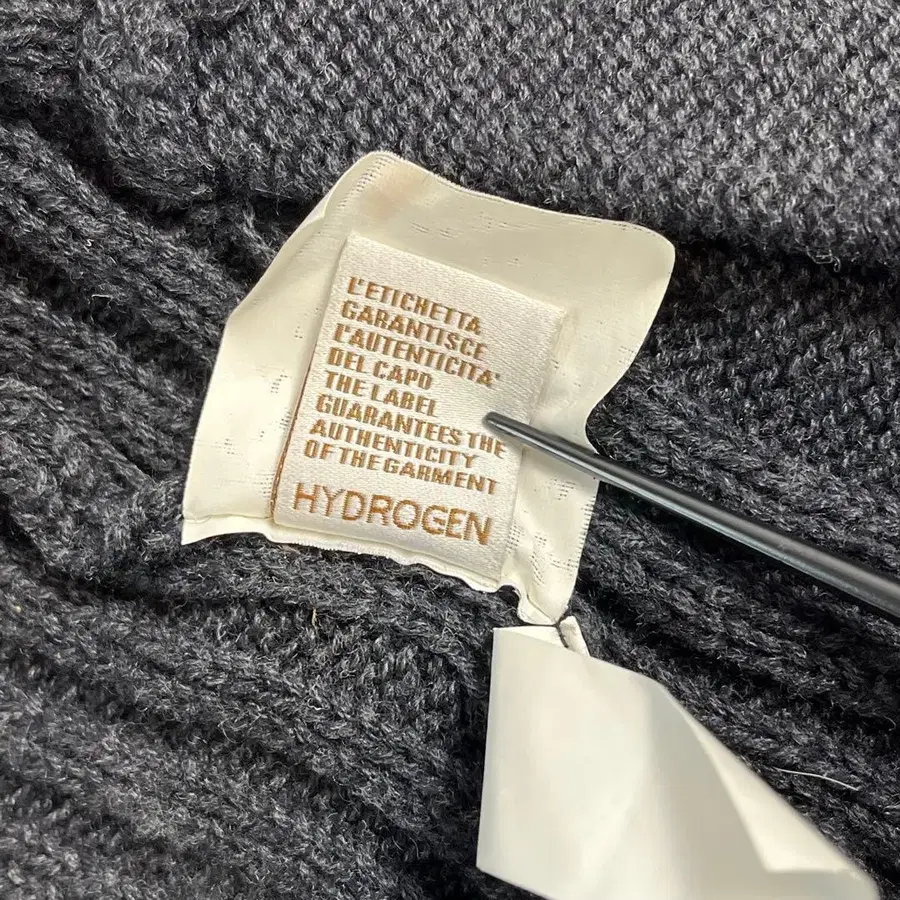 L'ETICHETTA
GARANTISCE
L'AUTENTICITA'
DEL CAPO
THE LABEL
GUARANTEES THE
AUTHENTICITY
OF THE GARMENT
HYDROGEN